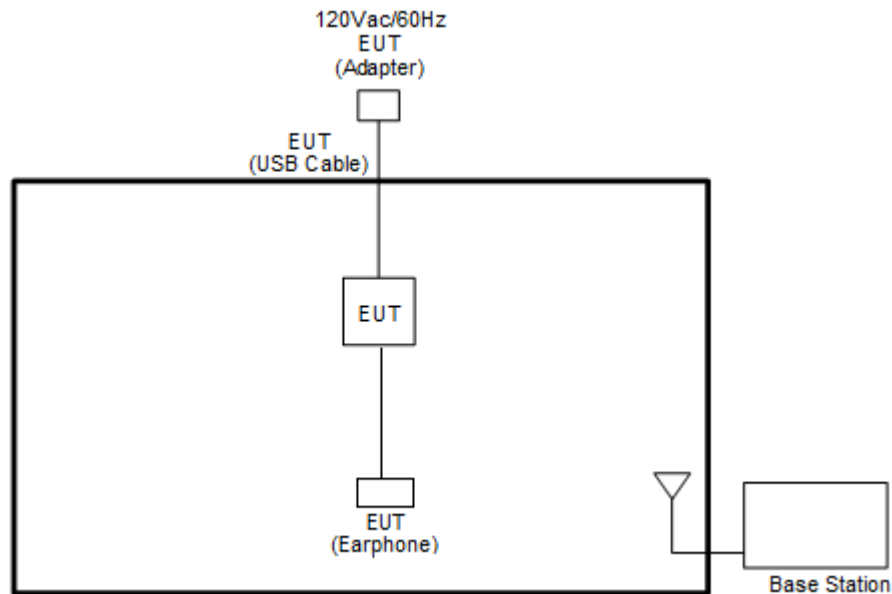 120Vac/60Hz
EUT
(Adapter)
EUT
(USB Cable)
EUT
EUT
(Earphone)
Base Station